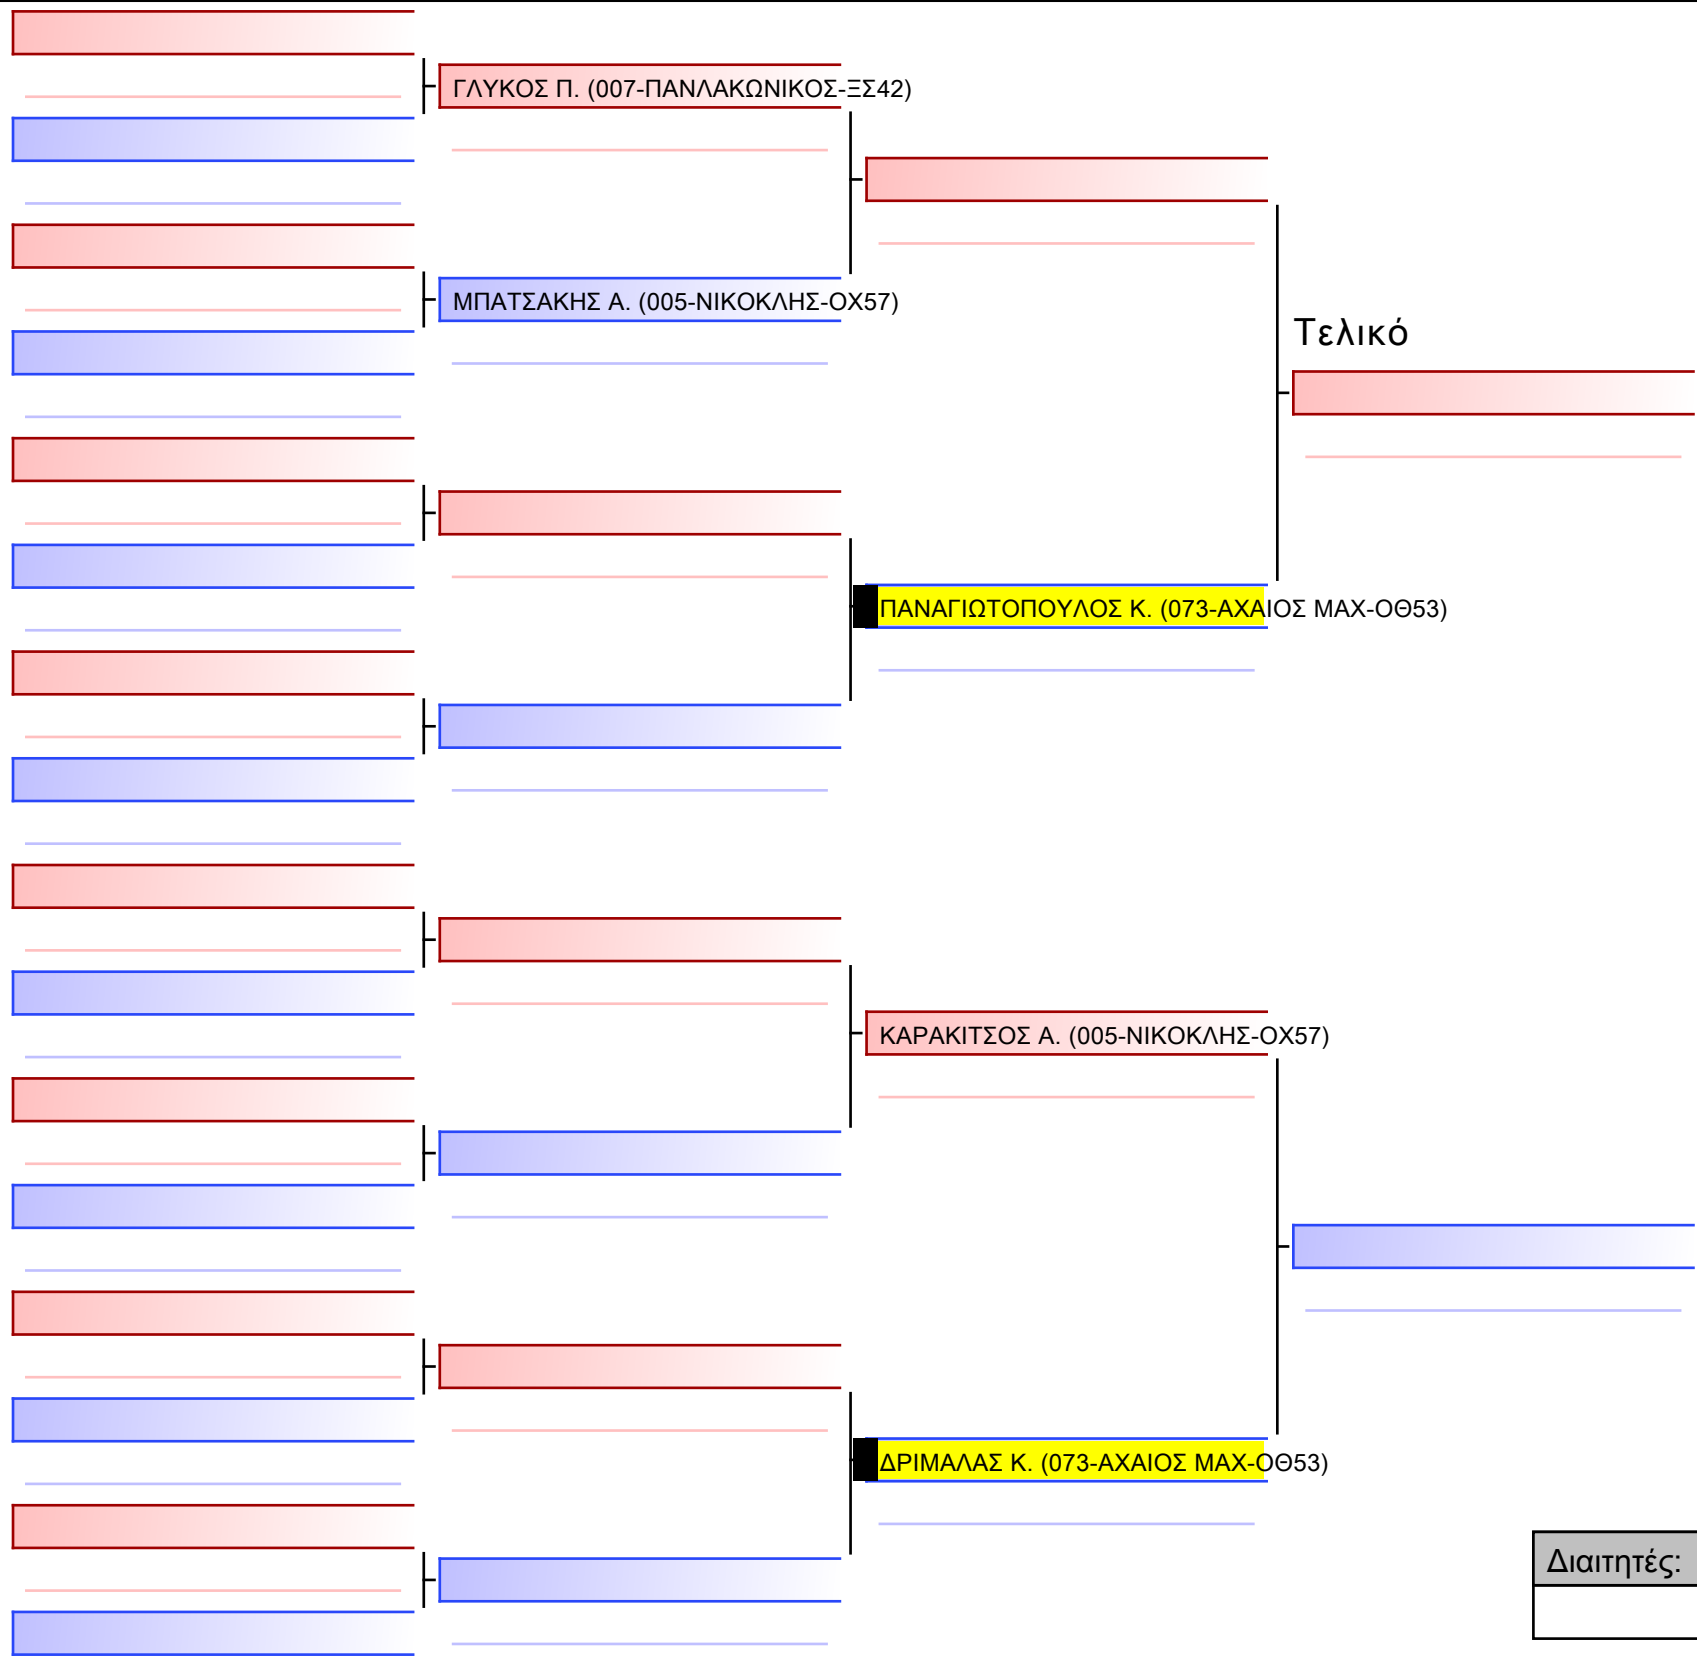 ΓΛΥΚΟΣ Π. (007-ΠΑΝΛΑΚΩΝΙΚΟΣ-ΞΣ42)
ΜΠΑΤΣΑΚΗΣ Α. (005-ΝΙΚΟΚΛΗΣ-ΟΧ57)
Τελικό
ΠΑΝΑΓΙΩΤΟΠΟΥΛΟΣ Κ. (073-ΑΧΑΙΟΣ ΜΑΧ-ΟΘ53)
ΚΑΡΑΚΙΤΣΟΣ Α. (005-ΝΙΚΟΚΛΗΣ-ΟΧ57)
ΔΡΙΜΑΛΑΣ Κ. (073-ΑΧΑΙΟΣ ΜΑΧ-ΟΘ53)
Διαιτητές: